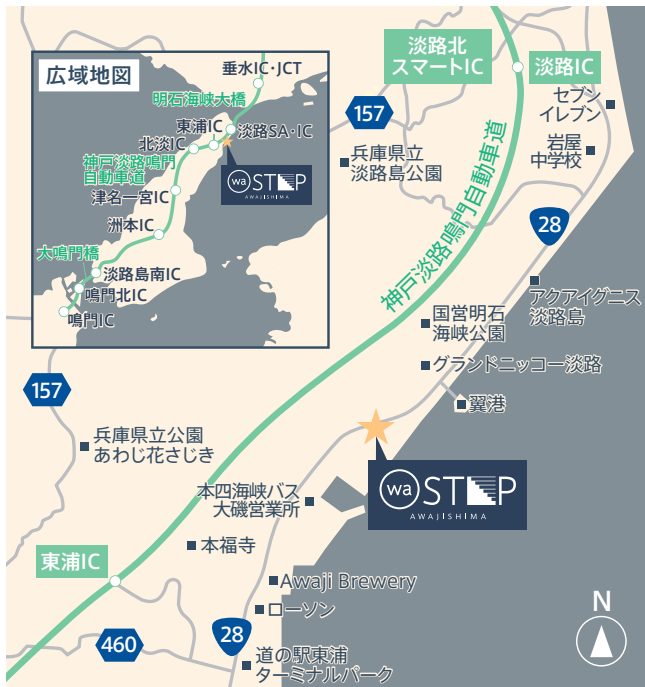 広域地図
垂水IC・JCT
明石海峡大橋
東浦IC
淡路SA・IC
北淡IC
神戸淡路鳴門
自動車道
wa STEP
AWAJISHIMA
津名一宮IC
洲本IC
大鳴門橋
淡路島南IC
鳴門北IC
鳴門IC
淡路北
スマートIC
淡路IC
セブン
イレブン
157
岩屋
中学校
兵庫県立
淡路島公園
神戸淡路鳴門自動車道
28
アクアイグニス
淡路島
国営明石
海峡公園
グランドニッコー淡路
157
翼港
兵庫県立公園
あわじ花さじき
wa STEP
AWAJISHIMA
本四海峡バス
大磯営業所
本福寺
東浦IC
Awaji Brewery
ローソン
N
28
460
道の駅東浦
ターミナルパーク